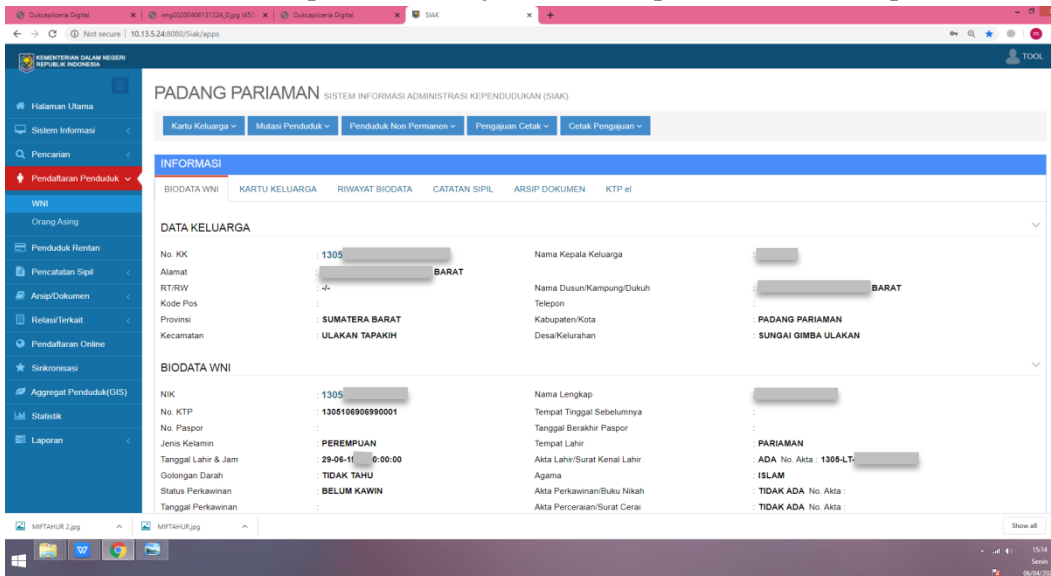 Dukcapilceria Digital
img20200406131224_0.jpg (453×
Dukcapilceria Digital
SIAK
Not secure 10.13.5.24:8080/Siak/apps
KEMENTERIAN DALAM NEGERI
REPUBLIK INDONESIA
TOOL
PADANG PARIAMAN SISTEM INFORMASI ADMINISTRASI KEPENDUDUKAN (SIAK)
Kartu Keluarga Mutasi Penduduk Penduduk Non Permanen Pengajuan Cetak Cetak Pengajuan
Halaman Utama
Sistem Informasi
Pencarian
Pendaftaran Penduduk
WNI
Orang Asing
Penduduk Rentan
Pencatatan Sipil
Arsip/Dokumen
Relasi/Terkait
Pendaftaran Online
Sinkronisasi
Aggregat Penduduk(GIS)
Statistik
Laporan
INFORMASI
BIODATA WNI KARTU KELUARGA RIWAYAT BIODATA CATATAN SIPIL ARSIP DOKUMEN KTP el
DATA KELUARGA
No. KK : 1305 Nama Kepala Keluarga :
Alamat : BARAT
RT/RW : -/- Nama Dusun/Kampung/Dukuh : BARAT
Kode Pos : Telepon :
Provinsi : SUMATERA BARAT Kabupaten/Kota : PADANG PARIAMAN
Kecamatan : ULAKAN TAPAKIH Desa/Kelurahan : SUNGAI GIMBA ULAKAN
BIODATA WNI
NIK : 1305 Nama Lengkap :
No. KTP : 1305106906990001 Tempat Tinggal Sebelumnya :
No. Paspor : Tanggal Berakhir Paspor :
Jenis Kelamin : PEREMPUAN Tempat Lahir : PARIAMAN
Tanggal Lahir & Jam : 29-06-19 0:00:00 Akta Lahir/Surat Kenal Lahir : ADA No. Akta : 1305-LT-
Golongan Darah : TIDAK TAHU Agama : ISLAM
Status Perkawinan : BELUM KAWIN Akta Perkawinan/Buku Nikah : TIDAK ADA No. Akta :
Tanggal Perkawinan : Akta Perceraian/Surat Cerai : TIDAK ADA No. Akta :
MIFTAHUR 2.jpg MIFTAHUR.jpg Show all
15:14
Senin
06/04/202